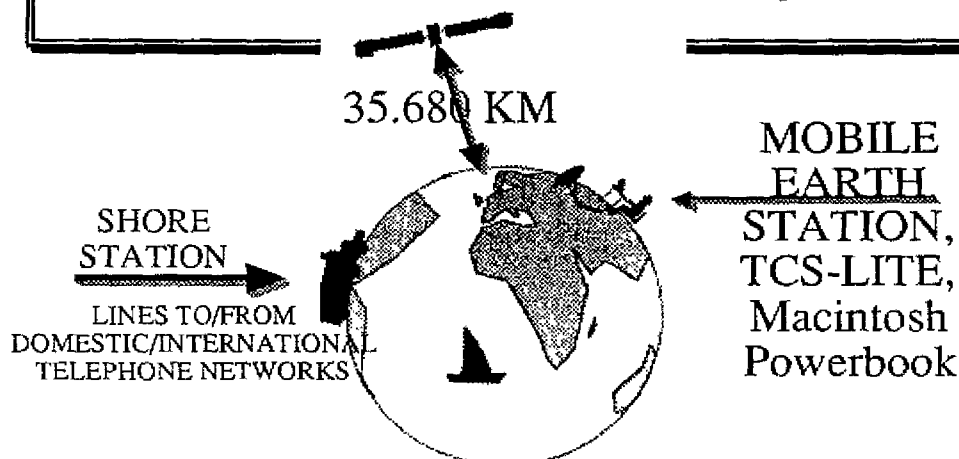 35.680 KM
SHORE
STATION
LINES TO/FROM
DOMESTIC/INTERNATIONAL
TELEPHONE NETWORKS
MOBILE
EARTH
STATION,
TCS-LITE,
Macintosh
Powerbook